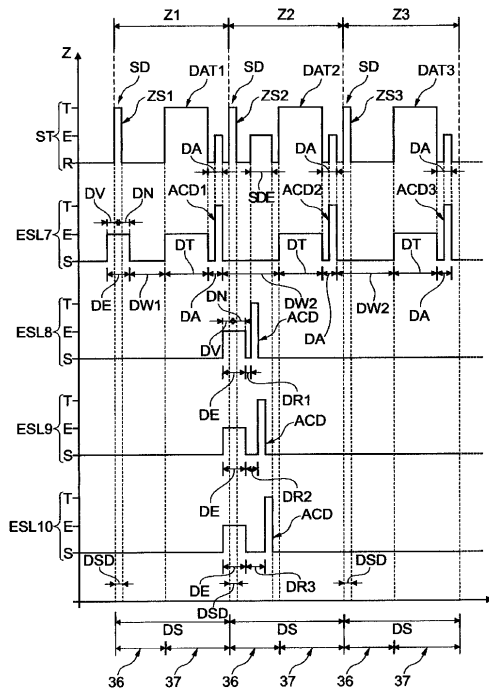 Z1 Z2 Z3
Z SD DAT1 SD DAT2 SD DAT3
ZS1 ZS2 ZS3
T
ST E DA DA DA
R
DV DN ACD1 SDE ACD2 ACD3
T
ESL7 E DT DT DT
S
DE DW1 DA DN DW2 DA DW2 DA
T ACD
ESL8 E DV
S
DE DR1
T
ESL9 E ACD
S
DE DR2
T
ESL10 E ACD
S
DSD DE DR3 DSD
DSD
DS DS DS
36 37 36 37 36 37